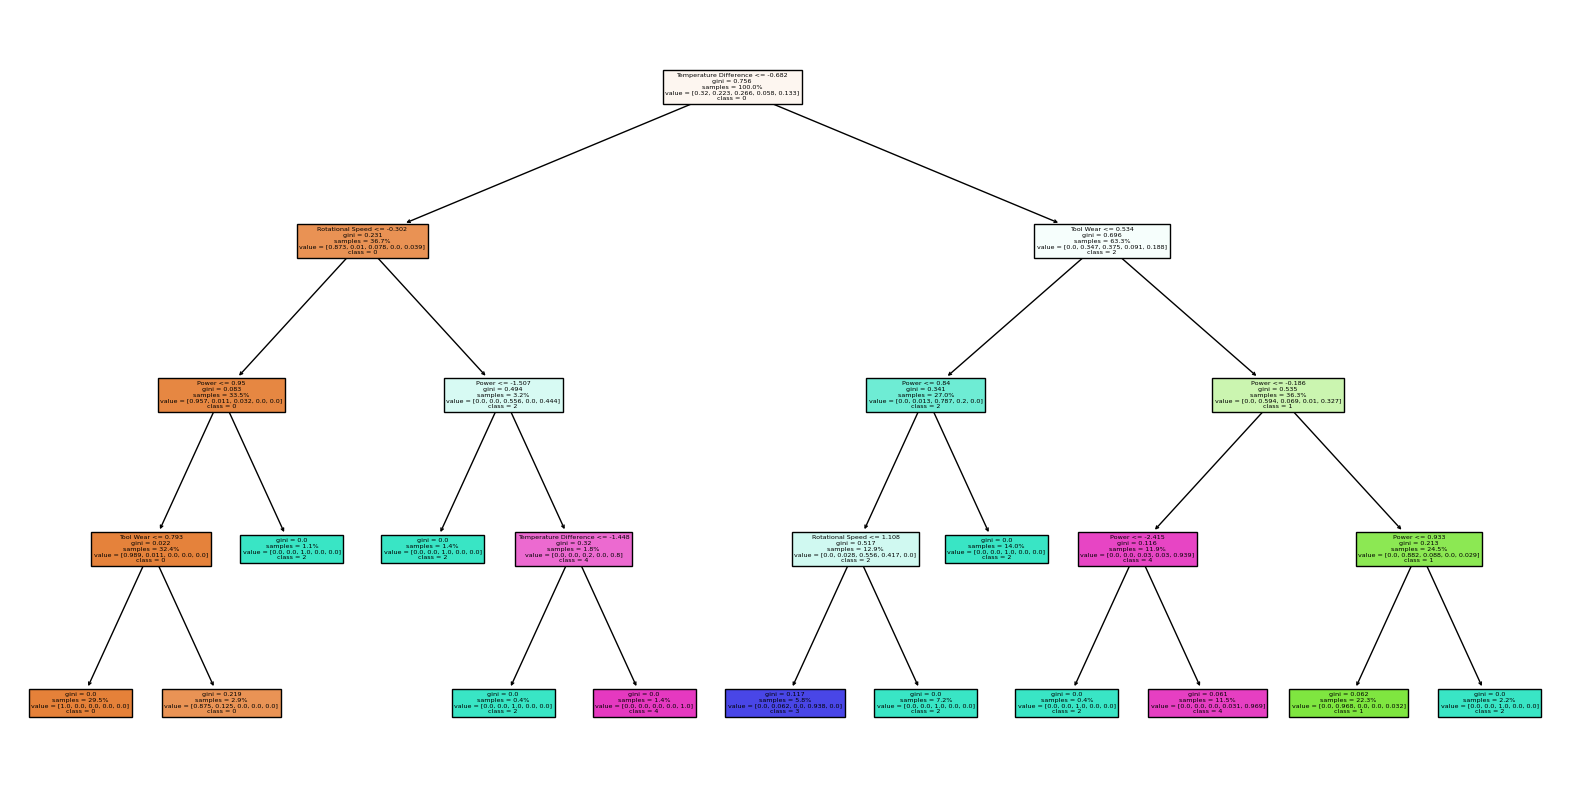 Temperature Difference <= -0.682
gini = 0.756
samples = 100.0%
value = [0.32, 0.223, 0.266, 0.058, 0.133]
class = 0
Rotational Speed <= -0.302
gini = 0.231
samples = 36.7%
value = [0.873, 0.01, 0.078, 0.0, 0.039]
class = 0
Tool Wear <= 0.534
gini = 0.696
samples = 63.3%
value = [0.0, 0.347, 0.375, 0.091, 0.188]
class = 2
Power <= 0.95
gini = 0.083
samples = 33.5%
value = [0.957, 0.011, 0.032, 0.0, 0.0]
class = 0
Power <= -1.507
gini = 0.494
samples = 3.2%
value = [0.0, 0.0, 0.556, 0.0, 0.444]
class = 2
Power <= 0.84
gini = 0.341
samples = 27.0%
value = [0.0, 0.013, 0.787, 0.2, 0.0]
class = 2
Power <= -0.186
gini = 0.535
samples = 36.3%
value = [0.0, 0.594, 0.069, 0.01, 0.327]
class = 1
Tool Wear <= 0.793
gini = 0.022
samples = 32.4%
value = [0.989, 0.011, 0.0, 0.0, 0.0]
class = 0
gini = 0.0
samples = 1.1%
value = [0.0, 0.0, 1.0, 0.0, 0.0]
class = 2
gini = 0.0
samples = 1.4%
value = [0.0, 0.0, 1.0, 0.0, 0.0]
class = 2
Temperature Difference <= -1.448
gini = 0.32
samples = 1.8%
value = [0.0, 0.0, 0.2, 0.0, 0.8]
class = 4
Rotational Speed <= 1.108
gini = 0.517
samples = 12.9%
value = [0.0, 0.028, 0.556, 0.417, 0.0]
class = 2
gini = 0.0
samples = 14.0%
value = [0.0, 0.0, 1.0, 0.0, 0.0]
class = 2
Power <= -2.415
gini = 0.116
samples = 11.9%
value = [0.0, 0.0, 0.03, 0.03, 0.939]
class = 4
Power <= 0.933
gini = 0.213
samples = 24.5%
value = [0.0, 0.882, 0.088, 0.0, 0.029]
class = 1
gini = 0.0
samples = 29.5%
value = [1.0, 0.0, 0.0, 0.0, 0.0]
class = 0
gini = 0.219
samples = 2.9%
value = [0.875, 0.125, 0.0, 0.0, 0.0]
class = 0
gini = 0.0
samples = 0.4%
value = [0.0, 0.0, 1.0, 0.0, 0.0]
class = 2
gini = 0.0
samples = 1.4%
value = [0.0, 0.0, 0.0, 0.0, 1.0]
class = 4
gini = 0.117
samples = 5.8%
value = [0.0, 0.062, 0.0, 0.938, 0.0]
class = 3
gini = 0.0
samples = 7.2%
value = [0.0, 0.0, 1.0, 0.0, 0.0]
class = 2
gini = 0.0
samples = 0.4%
value = [0.0, 0.0, 1.0, 0.0, 0.0]
class = 2
gini = 0.061
samples = 11.5%
value = [0.0, 0.0, 0.0, 0.031, 0.969]
class = 4
gini = 0.062
samples = 22.3%
value = [0.0, 0.968, 0.0, 0.0, 0.032]
class = 1
gini = 0.0
samples = 2.2%
value = [0.0, 0.0, 1.0, 0.0, 0.0]
class = 2